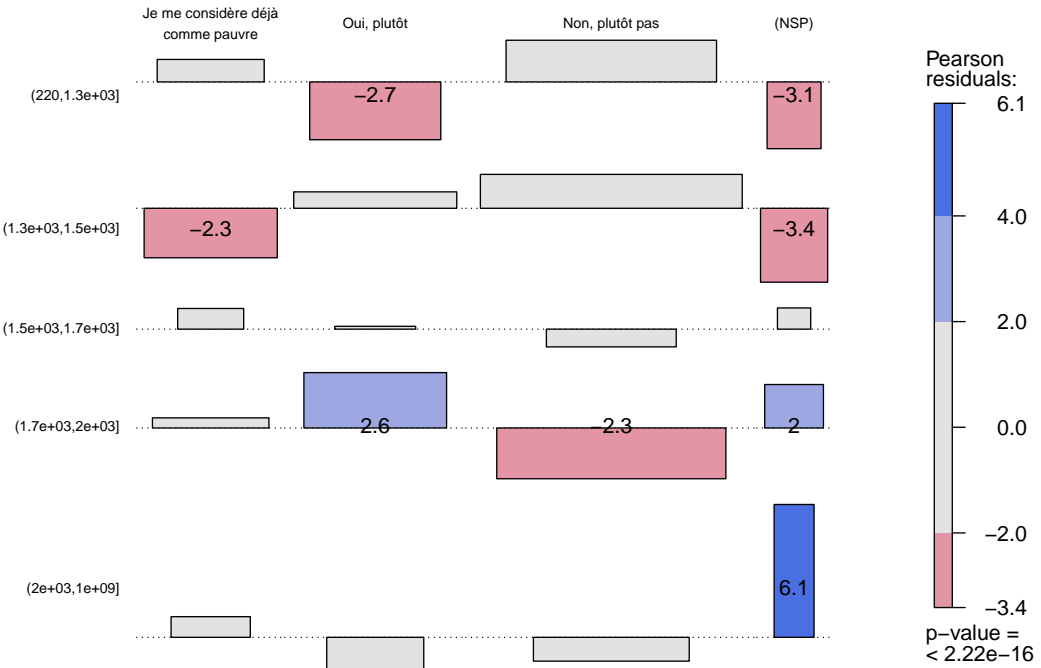 Je me considère déjà
comme pauvre
Oui, plutôt
Non, plutôt pas
(NSP)
(220,1.3e+03]
−2.7
−3.1
(1.3e+03,1.5e+03]
−2.3
−3.4
(1.5e+03,1.7e+03]
(1.7e+03,2e+03]
2.6
−2.3
2
(2e+03,1e+09]
6.1
Pearson
residuals:
6.1
4.0
2.0
0.0
−2.0
−3.4
p−value =
< 2.22e−16